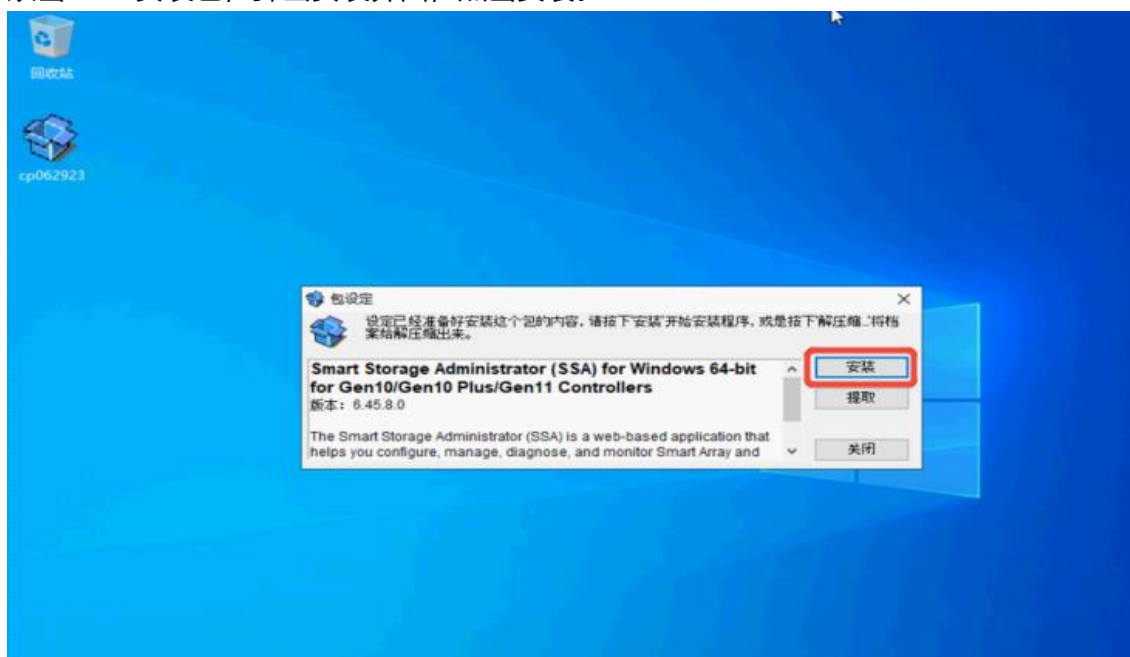 回收站
cp062923
包设定
设定已经准备好安装这个包的内容，请按下'安装'开始安装程序，或是按下'解压缩...'将档
案给解压缩出来。
Smart Storage Administrator (SSA) for Windows 64-bit
for Gen10/Gen10 Plus/Gen11 Controllers
版本： 6.45.8.0
The Smart Storage Administrator (SSA) is a web-based application that
helps you configure, manage, diagnose, and monitor Smart Array and
安装
提取
关闭